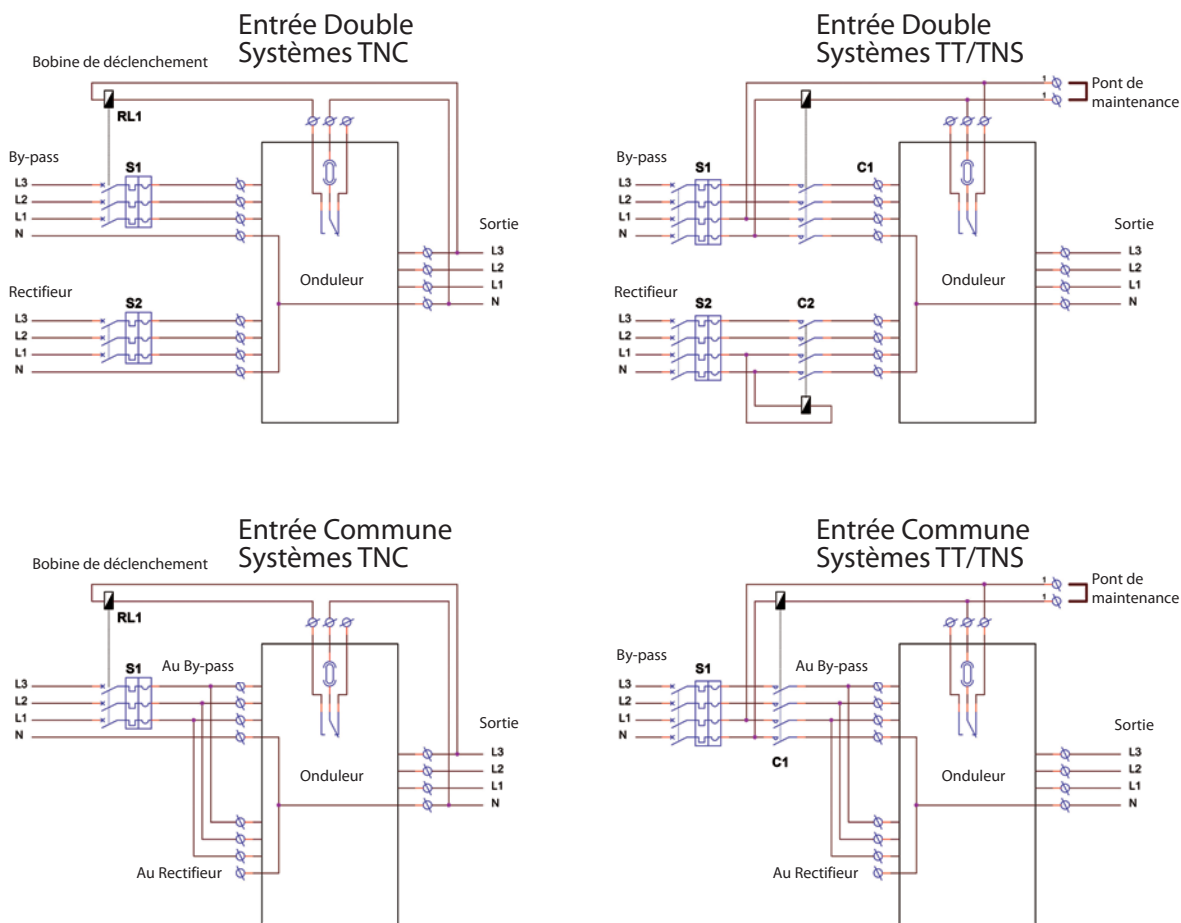 Entrée Double
Systèmes TNC
Bobine de déclenchement
RL1
By-pass
S1
L3
L2
L1
N
Sortie
L3
L2
L1
N
Onduleur
Rectifieur
S2
L3
L2
L1
N
Entrée Double
Systèmes TT/TNS
1
1
Pont de
maintenance
By-pass
S1
C1
L3
L2
L1
N
Sortie
L3
L2
L1
N
Onduleur
Rectifieur
S2
C2
L3
L2
L1
N
Entrée Commune
Systèmes TNC
Bobine de déclenchement
RL1
S1
Au By-pass
L3
L2
L1
N
Sortie
L3
L2
L1
N
Onduleur
Au Rectifieur
Entrée Commune
Systèmes TT/TNS
1
1
Pont de
maintenance
By-pass
S1
Au By-pass
L3
L2
L1
N
C1
Sortie
L3
L2
L1
N
Onduleur
Au Rectifieur